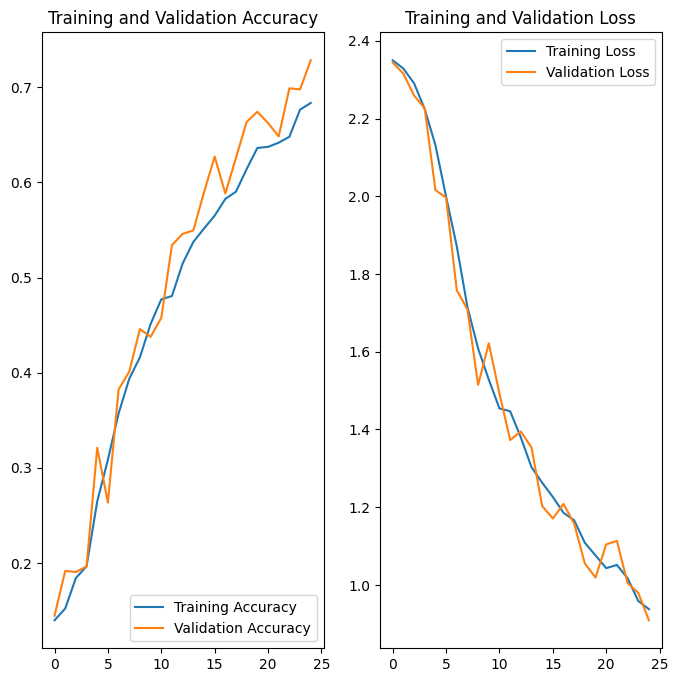 Training and Validation Accuracy
0.7
0.6
0.5
0.4
0.3
0.2
Training Accuracy
Validation Accuracy
0 5 10 15 20 25
Training and Validation Loss
2.4
2.2
2.0
1.8
1.6
1.4
1.2
1.0
Training Loss
Validation Loss
0 5 10 15 20 25